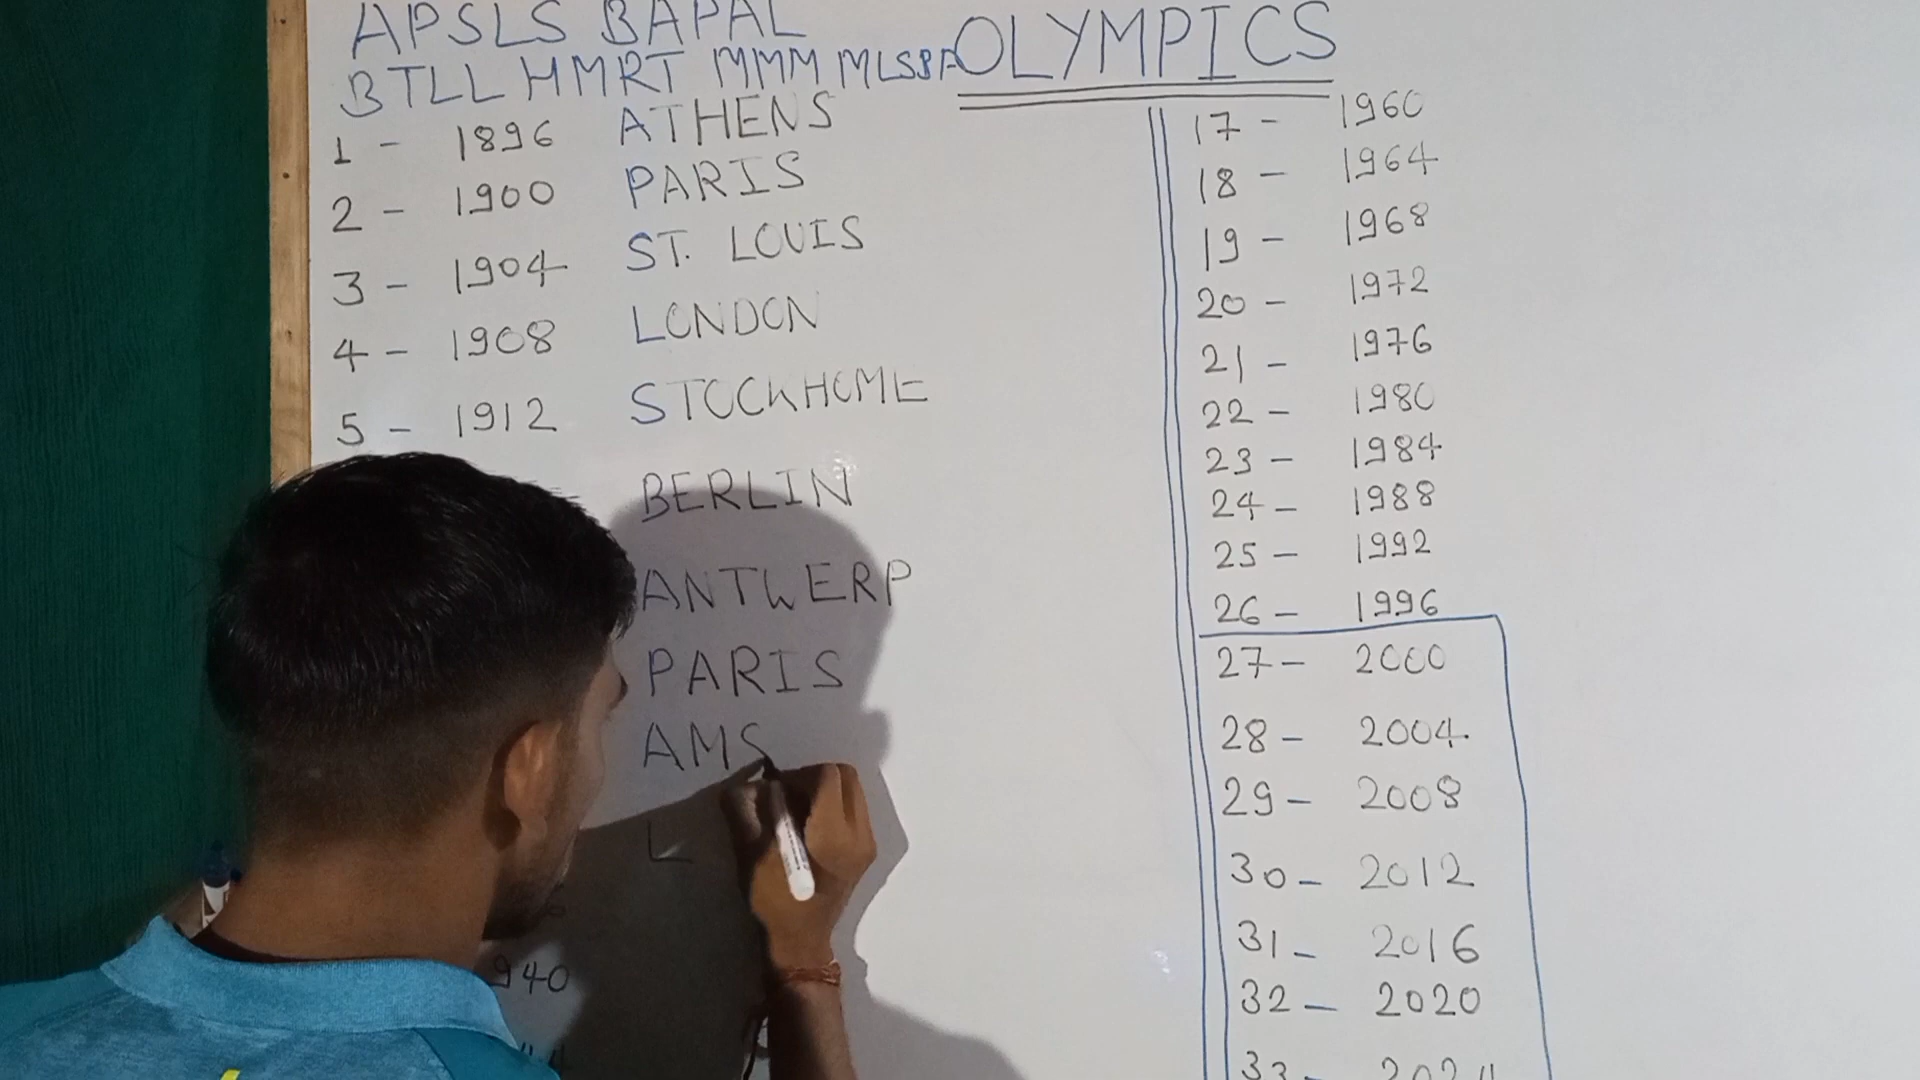 APSLS BAPAL
BTLL HMRT MMM MLSBA
OLYMPICS
1 - 1896 ATHENS
2 - 1900 PARIS
3 - 1904 ST. LOUIS
4 - 1908 LONDON
5 - 1912 STOCKHOME
BERLIN
ANTWERP
PARIS
AMS
L
940
17 - 1960
18 - 1964
19 - 1968
20 - 1972
21 - 1976
22 - 1980
23 - 1984
24 - 1988
25 - 1992
26 - 1996
27 - 2000
28 - 2004.
29 - 2008
30 - 2012
31 - 2016
32 - 2020
33 - 2024